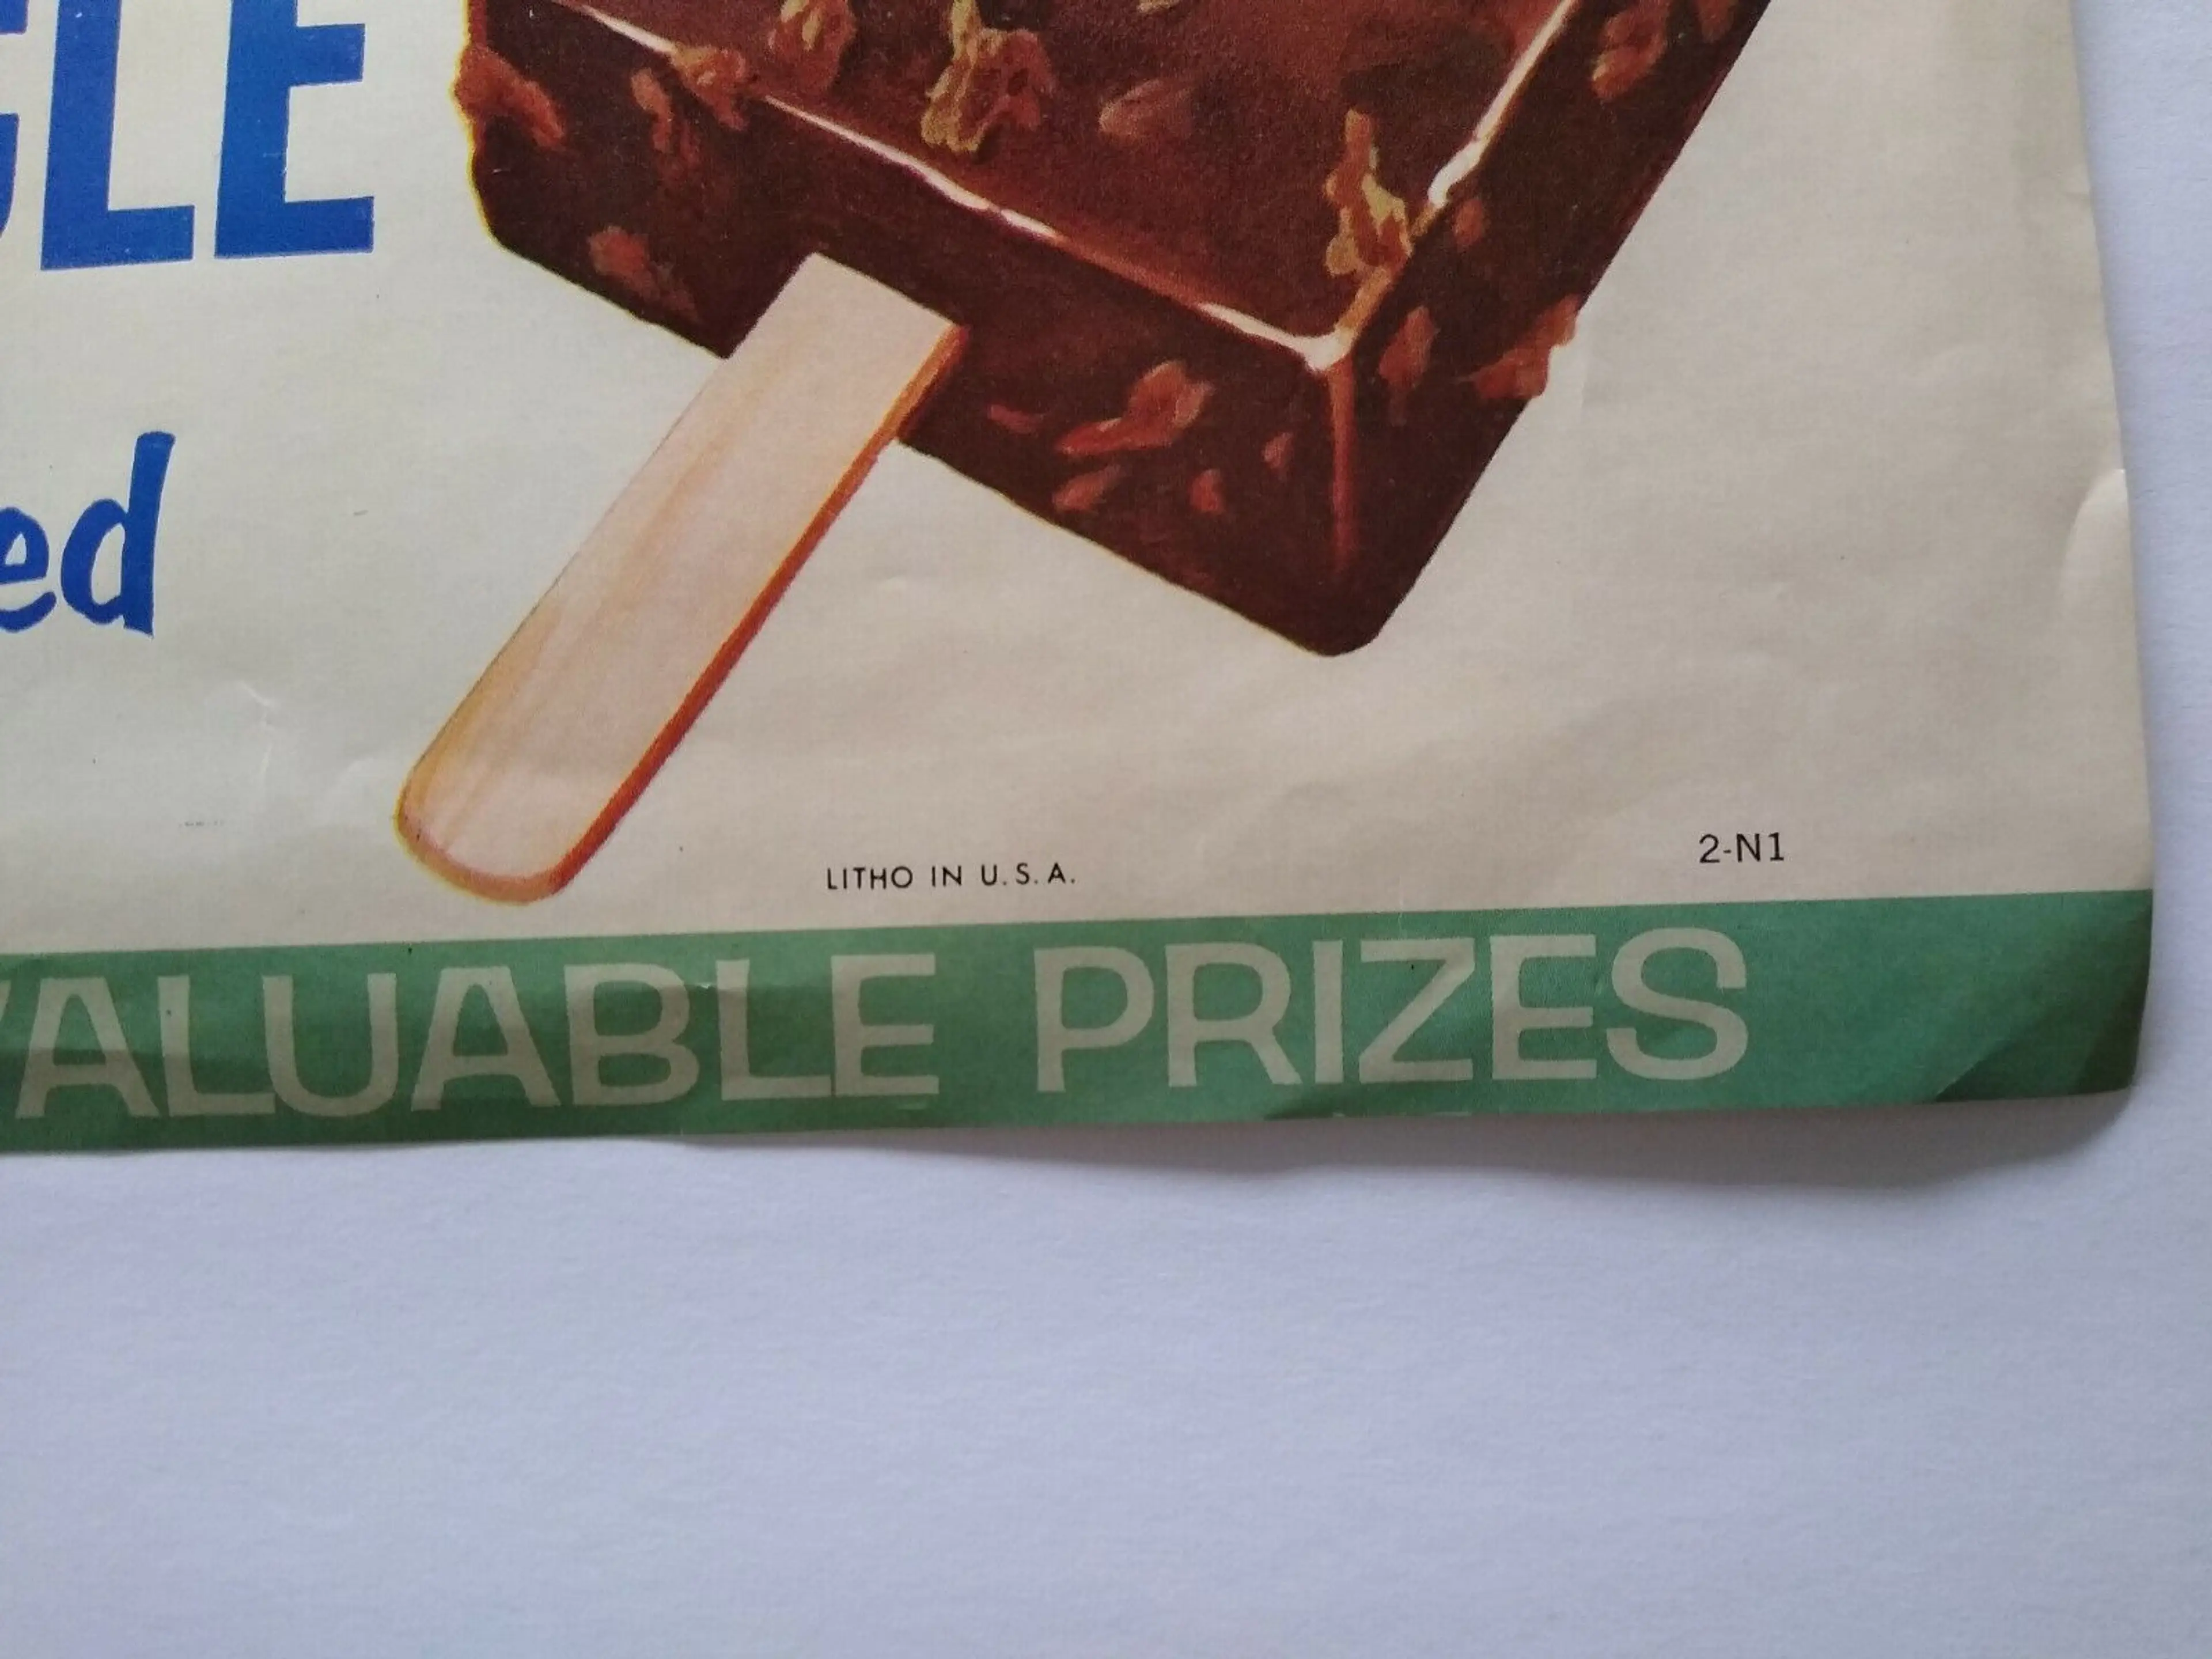 GLE
ed
LITHO IN U.S.A.
2-N1
VALUABLE PRIZES